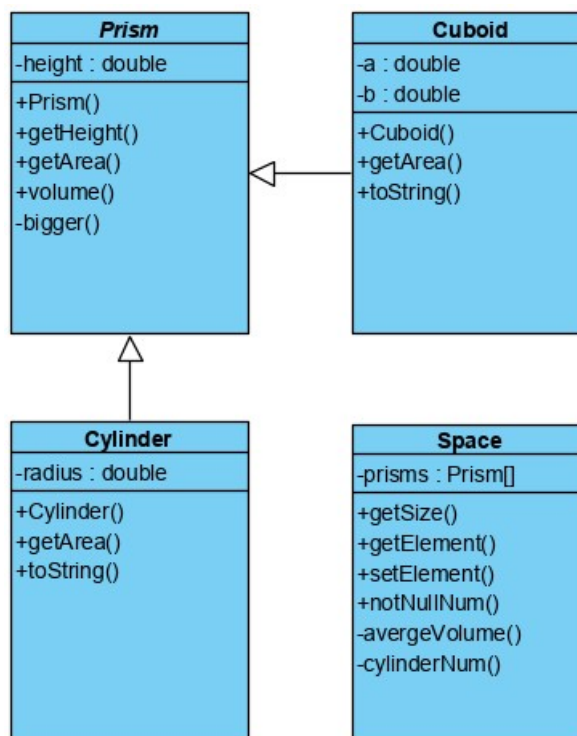 Prism
-height : double
+Prism()
+getHeight()
+getArea()
+volume()
-bigger()
Cuboid
-a : double
-b : double
+Cuboid()
+getArea()
+toString()
Cylinder
-radius : double
+Cylinder()
+getArea()
+toString()
Space
-prisms : Prism[]
+getSize()
+getElement()
+setElement()
+notNullNum()
-avergeVolume()
-cylinderNum()